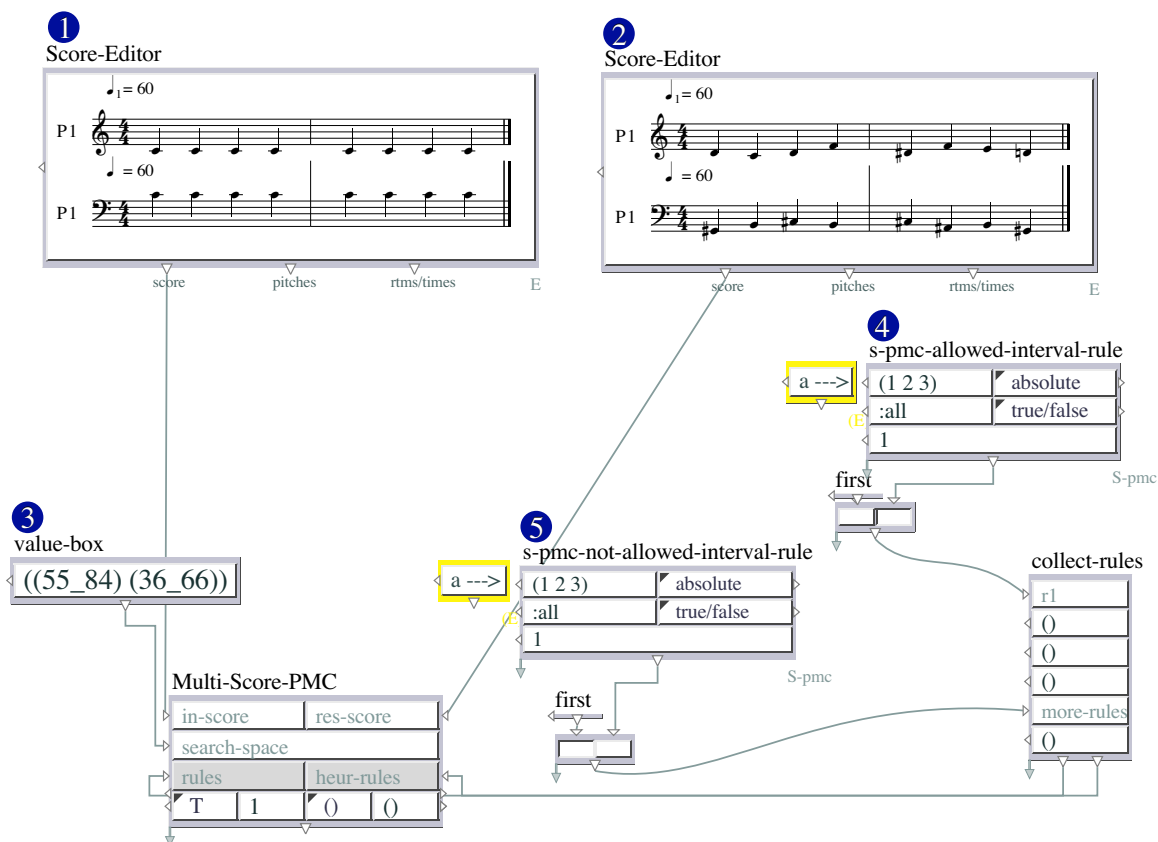 1
Score-Editor
1= 60
P1
= 60
P1
score
pitches
rtms/times
E
2
Score-Editor
1= 60
P1
= 60
P1
score
pitches
rtms/times
E
4
s-pmc-allowed-interval-rule
a --->
(E
(1 2 3)
absolute
:all
true/false
1
S-pmc
first
3
value-box
((55_84) (36_66))
5
s-pmc-not-allowed-interval-rule
a --->
(E
(1 2 3)
absolute
:all
true/false
1
S-pmc
first
collect-rules
r1
()
()
()
more-rules
()
Multi-Score-PMC
in-score
res-score
search-space
rules
heur-rules
T
1
()
()